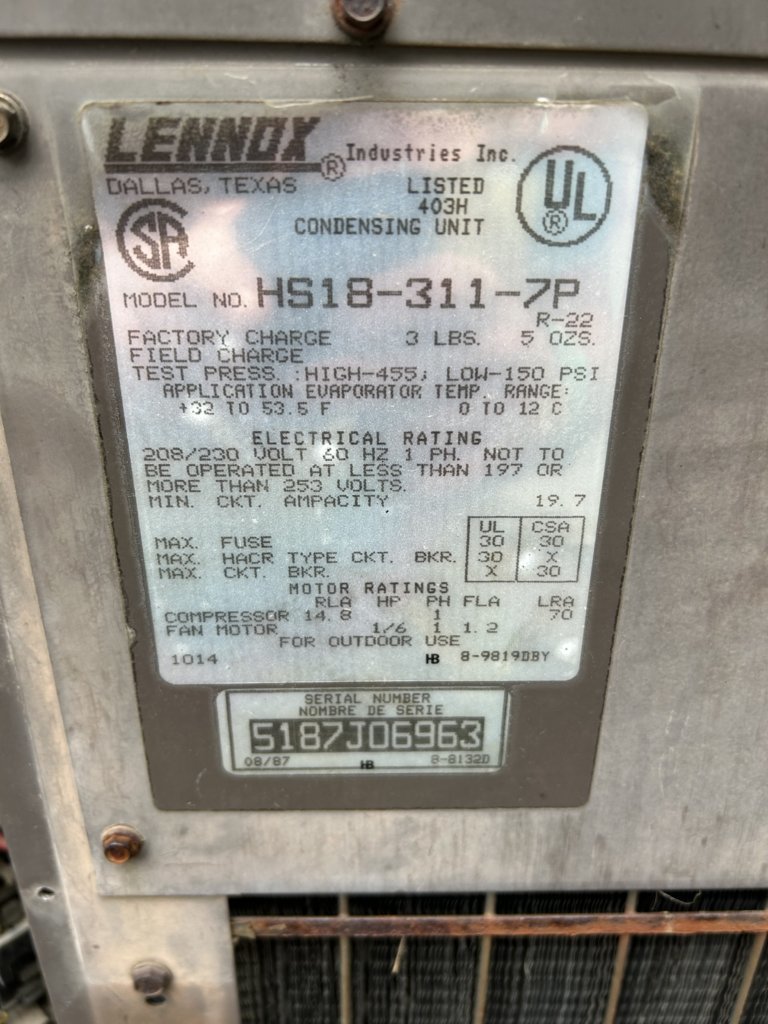 LENNOX ® Industries Inc.
DALLAS, TEXAS LISTED
403H
CONDENSING UNIT
UL ®
SA
MODEL NO. HS18-311-7P
R-22
FACTORY CHARGE 3 LBS. 5 OZS.
FIELD CHARGE
TEST PRESS. :HIGH-455; LOW-150 PSI
APPLICATION EVAPORATOR TEMP. RANGE:
+32 TO 53.5 F 0 TO 12 C
ELECTRICAL RATING
208/230 VOLT 60 HZ 1 PH. NOT TO
BE OPERATED AT LESS THAN 197 OR
MORE THAN 253 VOLTS.
MIN. CKT. AMPACITY 19.7
UL CSA
MAX. FUSE 30 30
MAX. HACR TYPE CKT. BKR. 30 X
MAX. CKT. BKR. X 30
MOTOR RATINGS
RLA HP PH FLA LRA
COMPRESSOR 14.8 1 70
FAN MOTOR 1/6 1 1.2
FOR OUTDOOR USE
1014 HB 8-9819DBY
SERIAL NUMBER
NOMBRE DE SERIE
5187J06963
08/87 HB 8-8132D